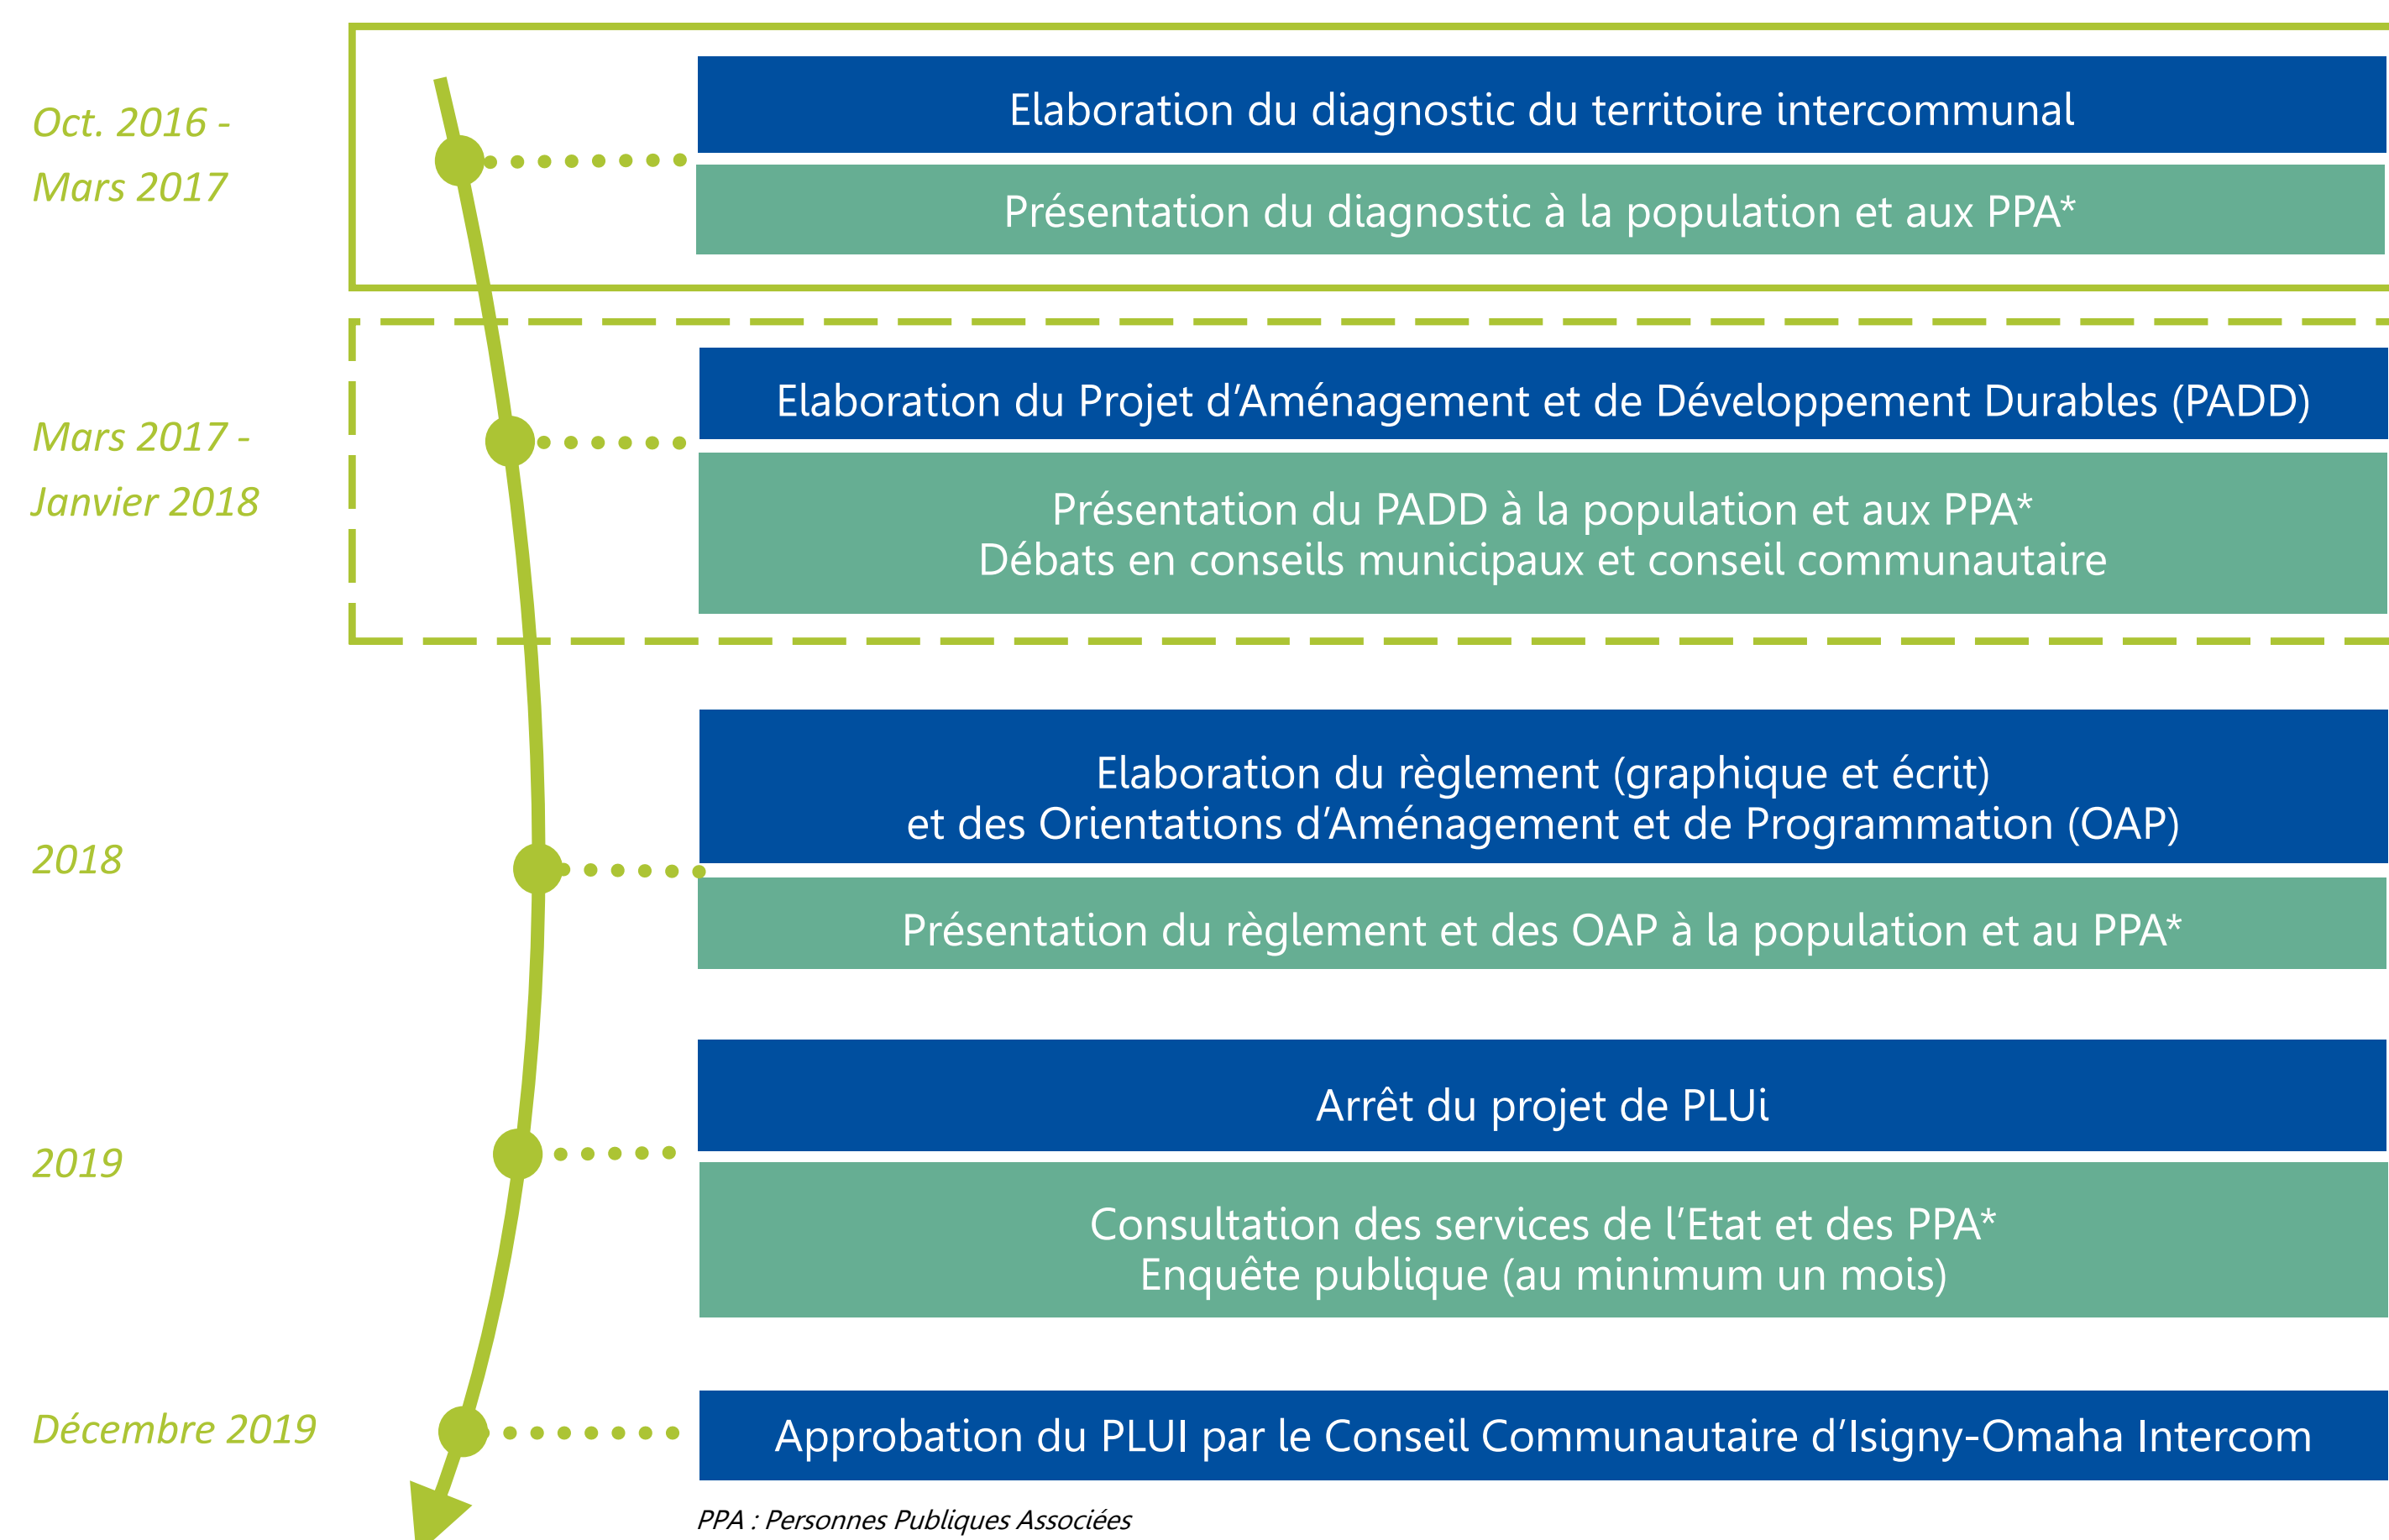 Oct. 2016 -
Mars 2017
Elaboration du diagnostic du territoire intercommunal
Présentation du diagnostic à la population et aux PPA*
Mars 2017 -
Janvier 2018
Elaboration du Projet d’Aménagement et de Développement Durables (PADD)
Présentation du PADD à la population et aux PPA*
Débats en conseils municipaux et conseil communautaire
2018
Elaboration du règlement (graphique et écrit)
et des Orientations d’Aménagement et de Programmation (OAP)
Présentation du règlement et des OAP à la population et au PPA*
2019
Arrêt du projet de PLUi
Consultation des services de l’Etat et des PPA*
Enquête publique (au minimum un mois)
Décembre 2019
Approbation du PLUI par le Conseil Communautaire d’Isigny-Omaha Intercom
PPA : Personnes Publiques Associées